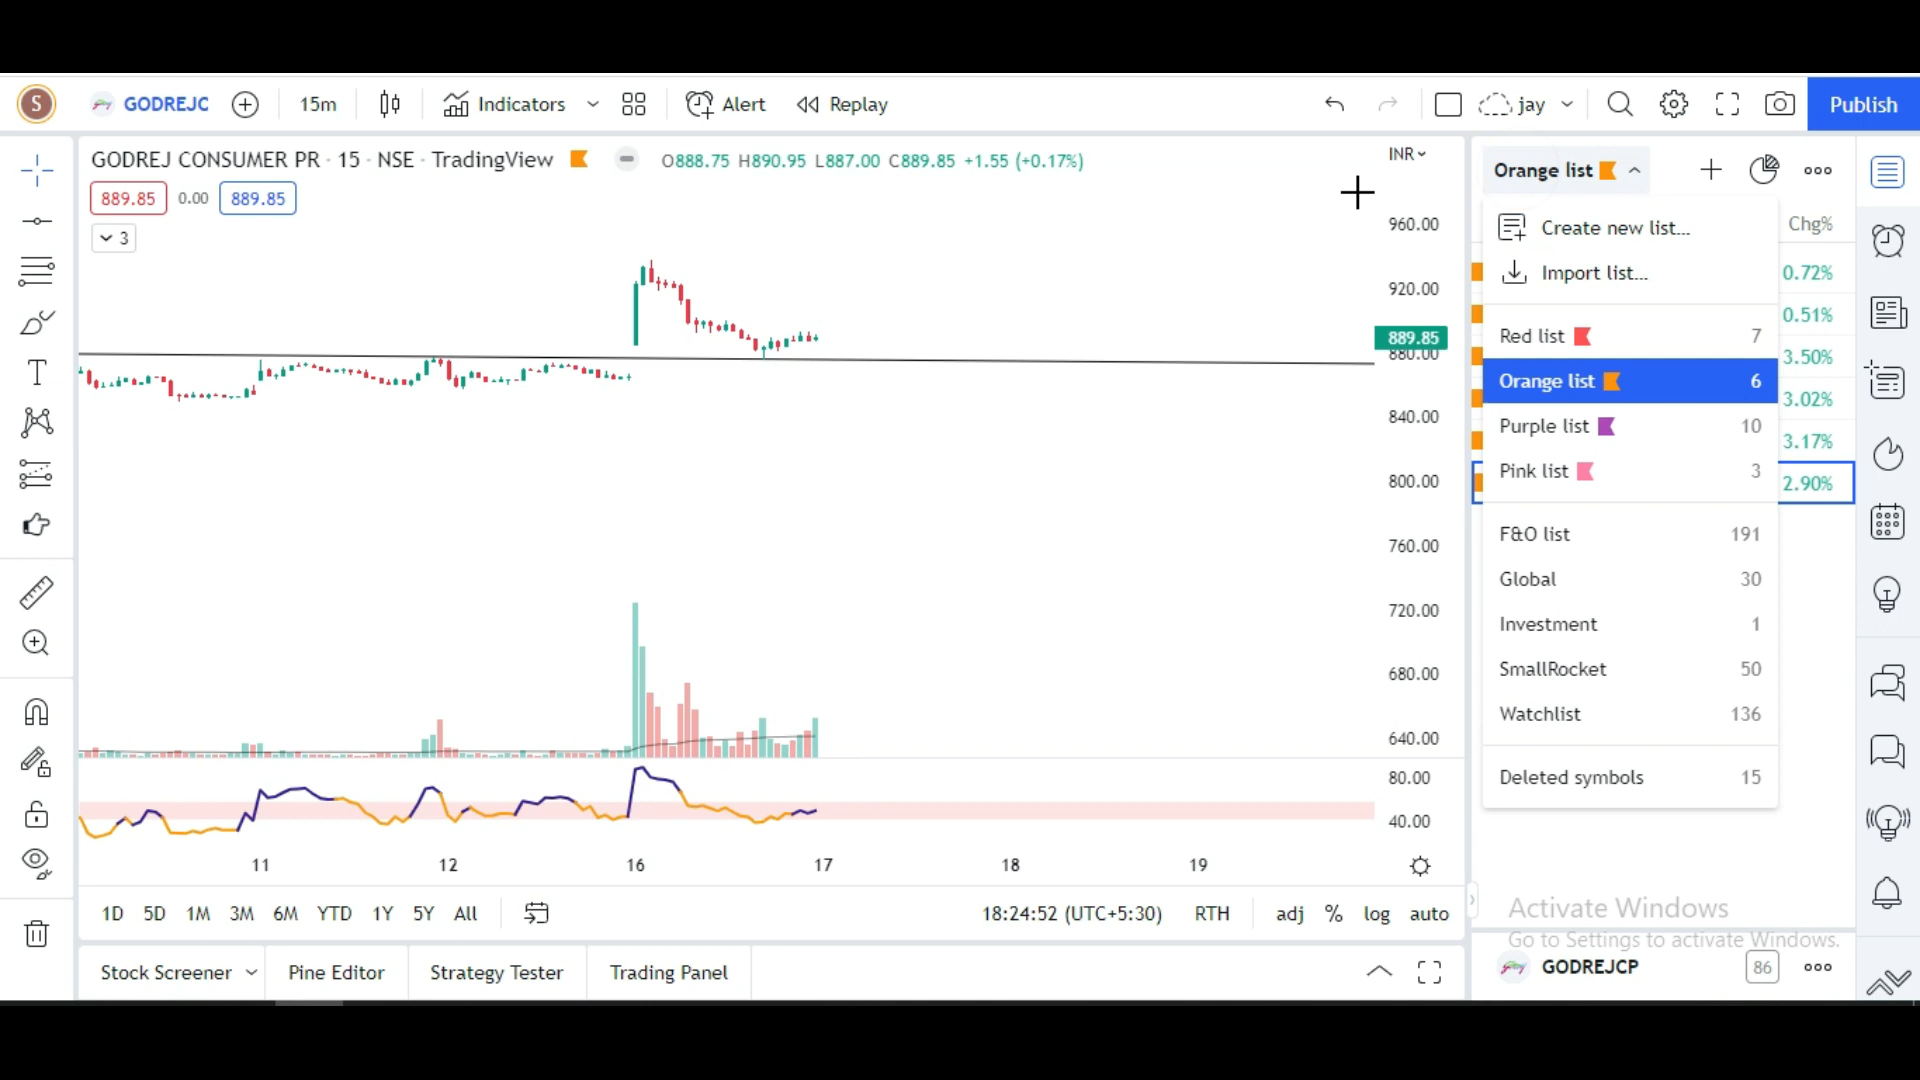 S GODREJC 15m Indicators Alert Replay jay Publish
GODREJ CONSUMER PR · 15 · NSE · TradingView O888.75 H890.95 L887.00 C889.85 +1.55 (+0.17%)
889.85 0.00 889.85
3
INR
960.00
920.00
889.85
880.00
840.00
800.00
760.00
720.00
680.00
640.00
80.00
40.00
11 12 16 17 18 19
1D 5D 1M 3M 6M YTD 1Y 5Y All 18:24:52 (UTC+5:30) RTH adj % log auto
Stock Screener Pine Editor Strategy Tester Trading Panel
Orange list
Chg%
Create new list...
Import list...
0.72%
0.51%
3.50%
3.02%
3.17%
2.90%
Red list 7
Orange list 6
Purple list 10
Pink list 3
F&O list 191
Global 30
Investment 1
SmallRocket 50
Watchlist 136
Deleted symbols 15
Activate Windows
Go to Settings to activate Windows.
GODREJCP 86